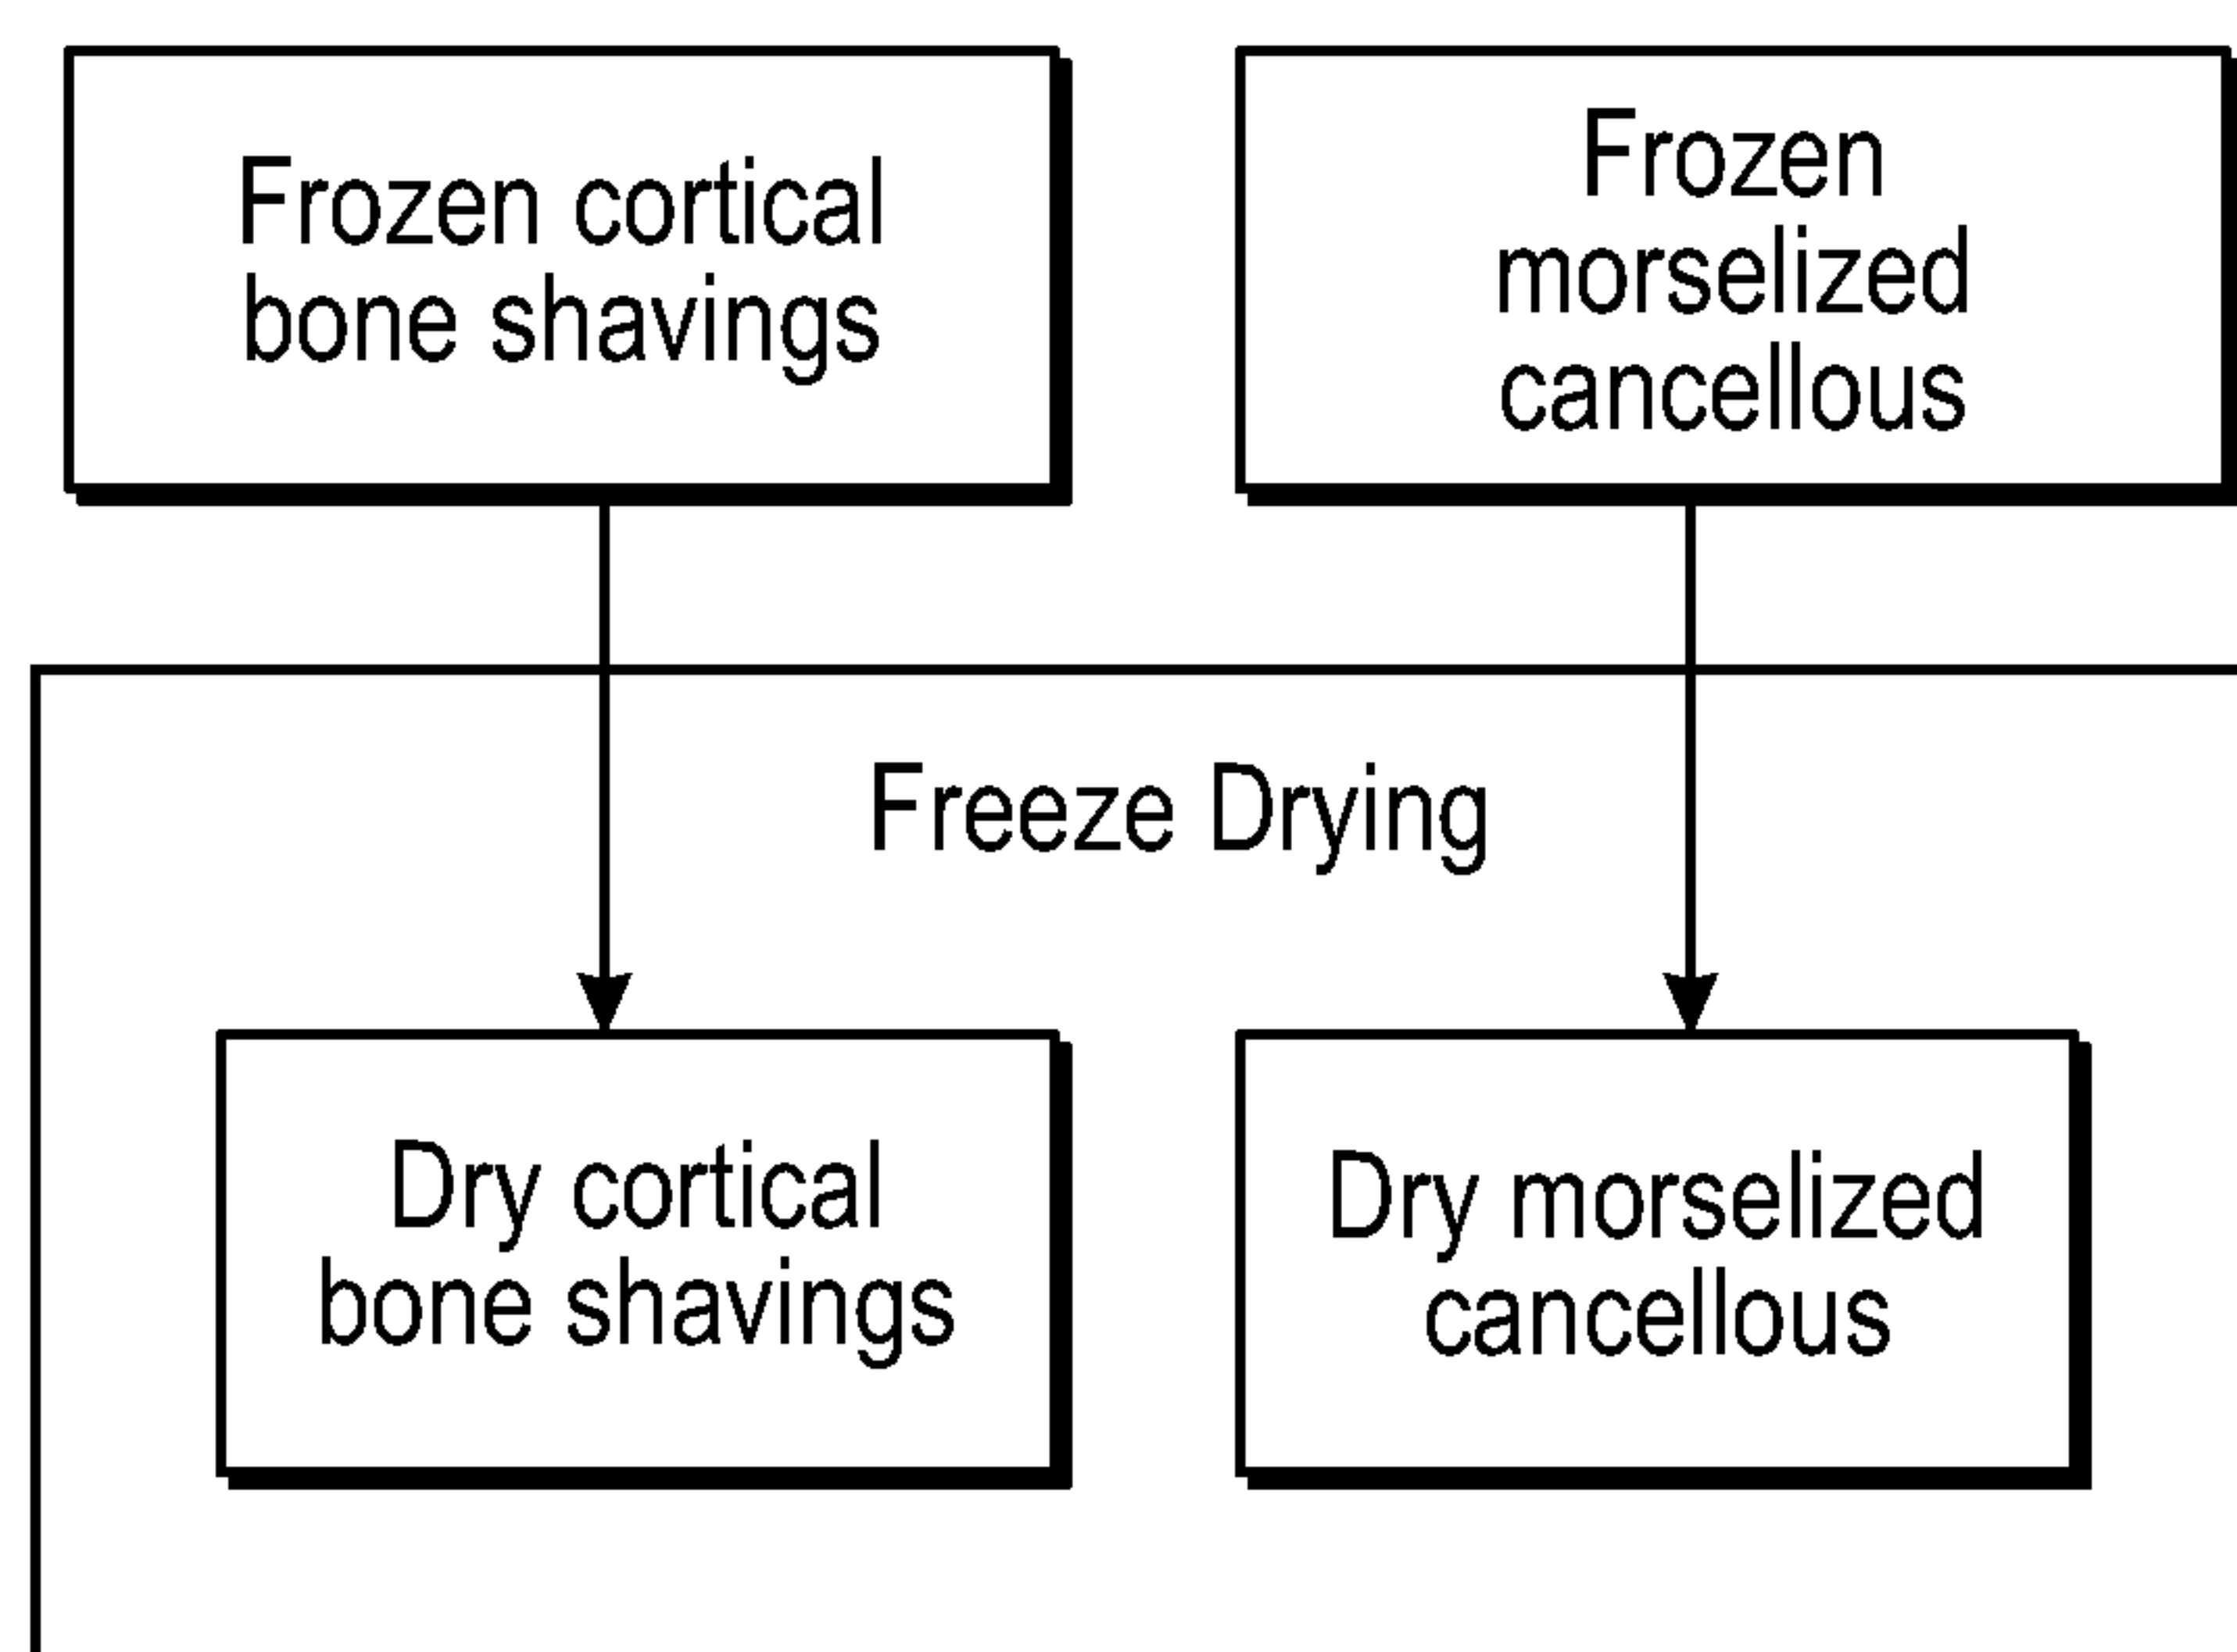 Frozen cortical
bone shavings
Frozen
morselized
cancellous
Freeze Drying
Dry cortical
bone shavings
Dry morselized
cancellous